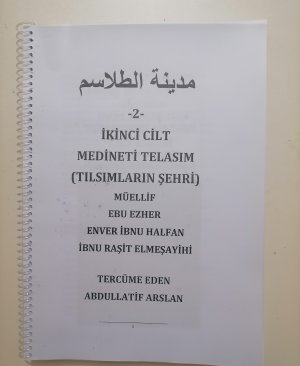 مدينة الطلاسم
-2-
İKİNCİ CİLT
MEDİNETİ TELASIM
(TILSIMLARIN ŞEHRİ)
MÜELLİF
EBU EZHER
ENVER İBNU HALFAN
İBNU RAŞİT ELMEŞAYİHİ
TERCÜME EDEN
ABDULLATİF ARSLAN